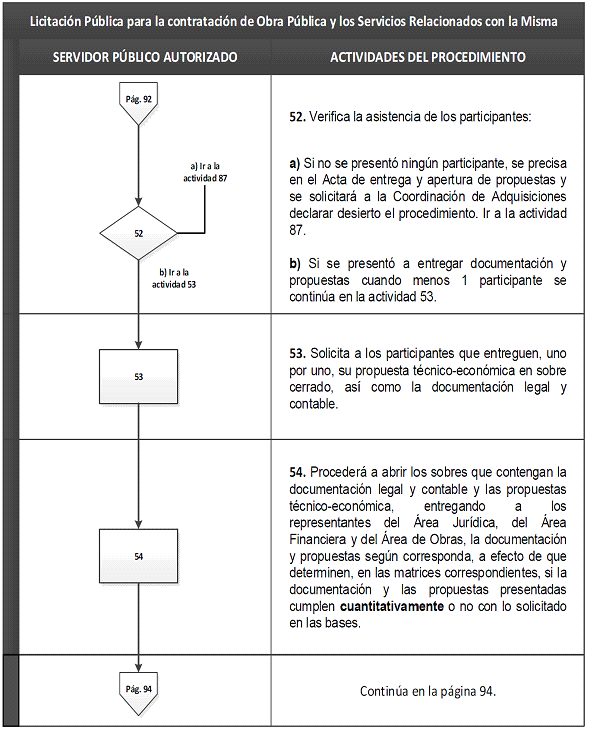 Licitación Pública para la contratación de Obra Pública y los Servicios Relacionados con la Misma
SERVIDOR PÚBLICO AUTORIZADO
ACTIVIDADES DEL PROCEDIMIENTO
Pág. 92
a) Ir a la
actividad 87
52
b) Ir a la
actividad 53
52. Verifica la asistencia de los participantes:
a) Si no se presentó ningún participante, se precisa
en el Acta de entrega y apertura de propuestas y
se solicitará a la Coordinación de Adquisiciones
declarar desierto el procedimiento. Ir a la actividad
87.
b) Si se presentó a entregar documentación y
propuestas cuando menos 1 participante se
continúa en la actividad 53.
53
53. Solicita a los participantes que entreguen, uno
por uno, su propuesta técnico-económica en sobre
cerrado, así como la documentación legal y
contable.
54
54. Procederá a abrir los sobres que contengan la
documentación legal y contable y las propuestas
técnico-económica, entregando a los
representantes del Área Jurídica, del Área
Financiera y del Área de Obras, la documentación
y propuestas según corresponda, a efecto de que
determinen, en las matrices correspondientes, si la
documentación y las propuestas presentadas
cumplen cuantitativamente o no con lo solicitado
en las bases.
Pág. 94
Continúa en la página 94.